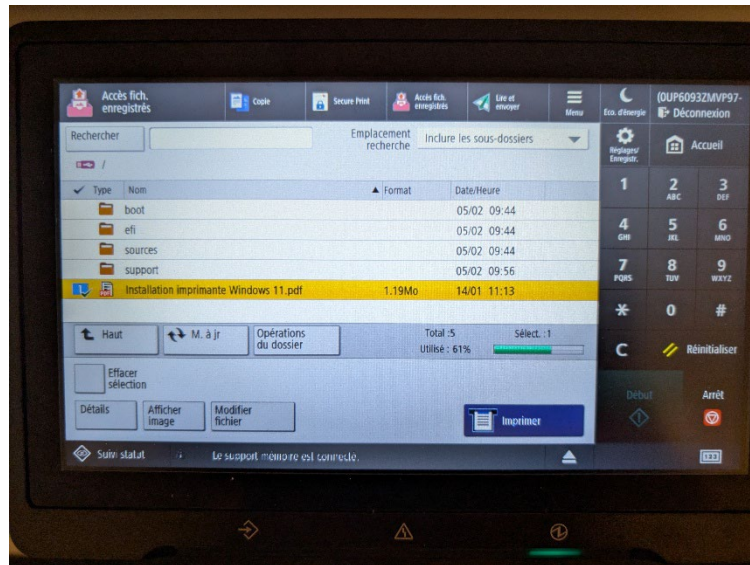 Accès fich.
enregistrés
Copie
Secure Print
Accès fich.
enregistrés
Lire et
envoyer
Menu
Eco. d'énergie
(0UP6093ZMVP97-
Déconnexion
Rechercher
Emplacement
recherche
Inclure les sous-dossiers
Réglages/
Enregistr.
Accueil
/
Type Nom Format Date/Heure
boot 05/02 09:44
efi 05/02 09:44
sources 05/02 09:44
support 05/02 09:56
1 Installation imprimante Windows 11.pdf 1.19Mo 14/01 11:13
Haut
M. à jr
Opérations
du dossier
Total :5 Sélect. :1
Utilisé : 61%
Effacer
sélection
Détails
Afficher
image
Modifier
fichier
Imprimer
Suivi statut
Le support mémoire est connecté.
1 2 3
ABC DEF
4 5 6
GHI JKL MNO
7 8 9
PQRS TUV WXYZ
* 0 #
C Réinitialiser
Début Arrêt
123